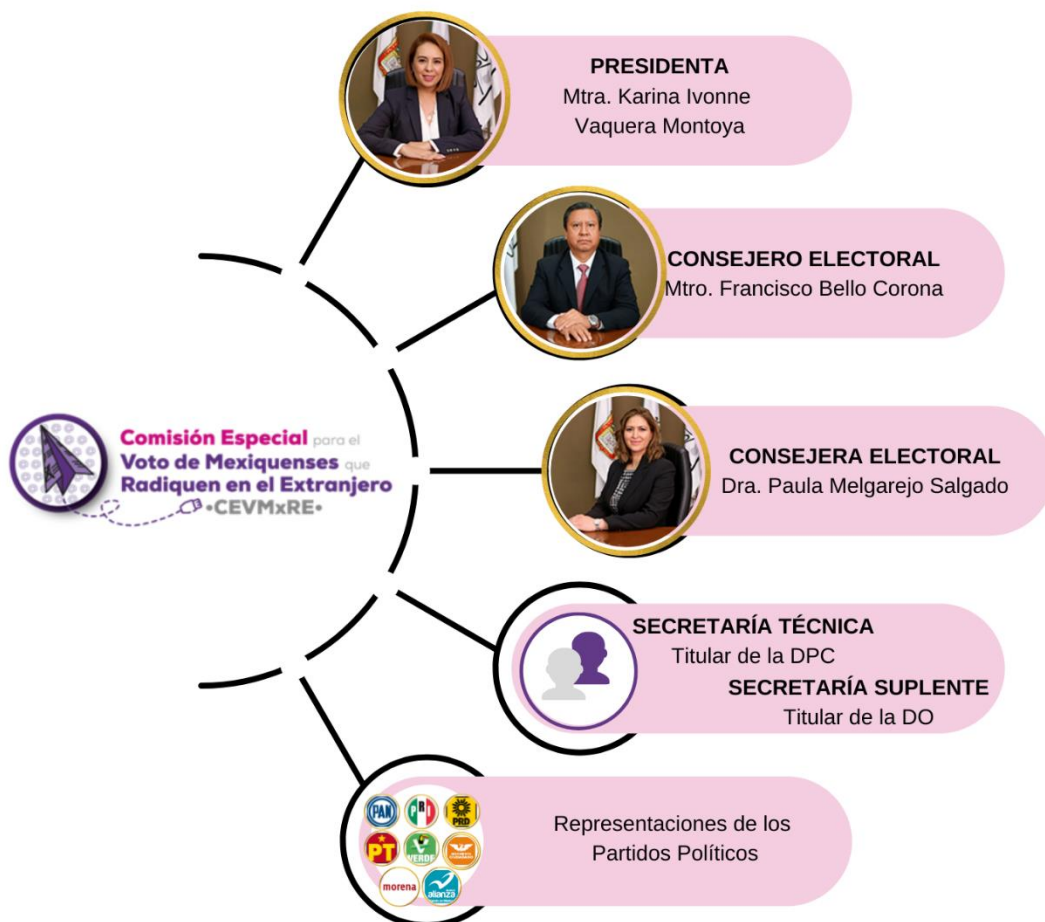 PRESIDENTA
Mtra. Karina Ivonne
Vaquera Montoya
CONSEJERO ELECTORAL
Mtro. Francisco Bello Corona
Comisión Especial para el
Voto de Mexiquenses que
Radiquen en el Extranjero
•CEVMxRE•
CONSEJERA ELECTORAL
Dra. Paula Melgarejo Salgado
SECRETARÍA TÉCNICA
Titular de la DPC
SECRETARÍA SUPLENTE
Titular de la DO
Representaciones de los
Partidos Políticos
PAN
PRI
PRD
PT
VERDE
morena
alianza